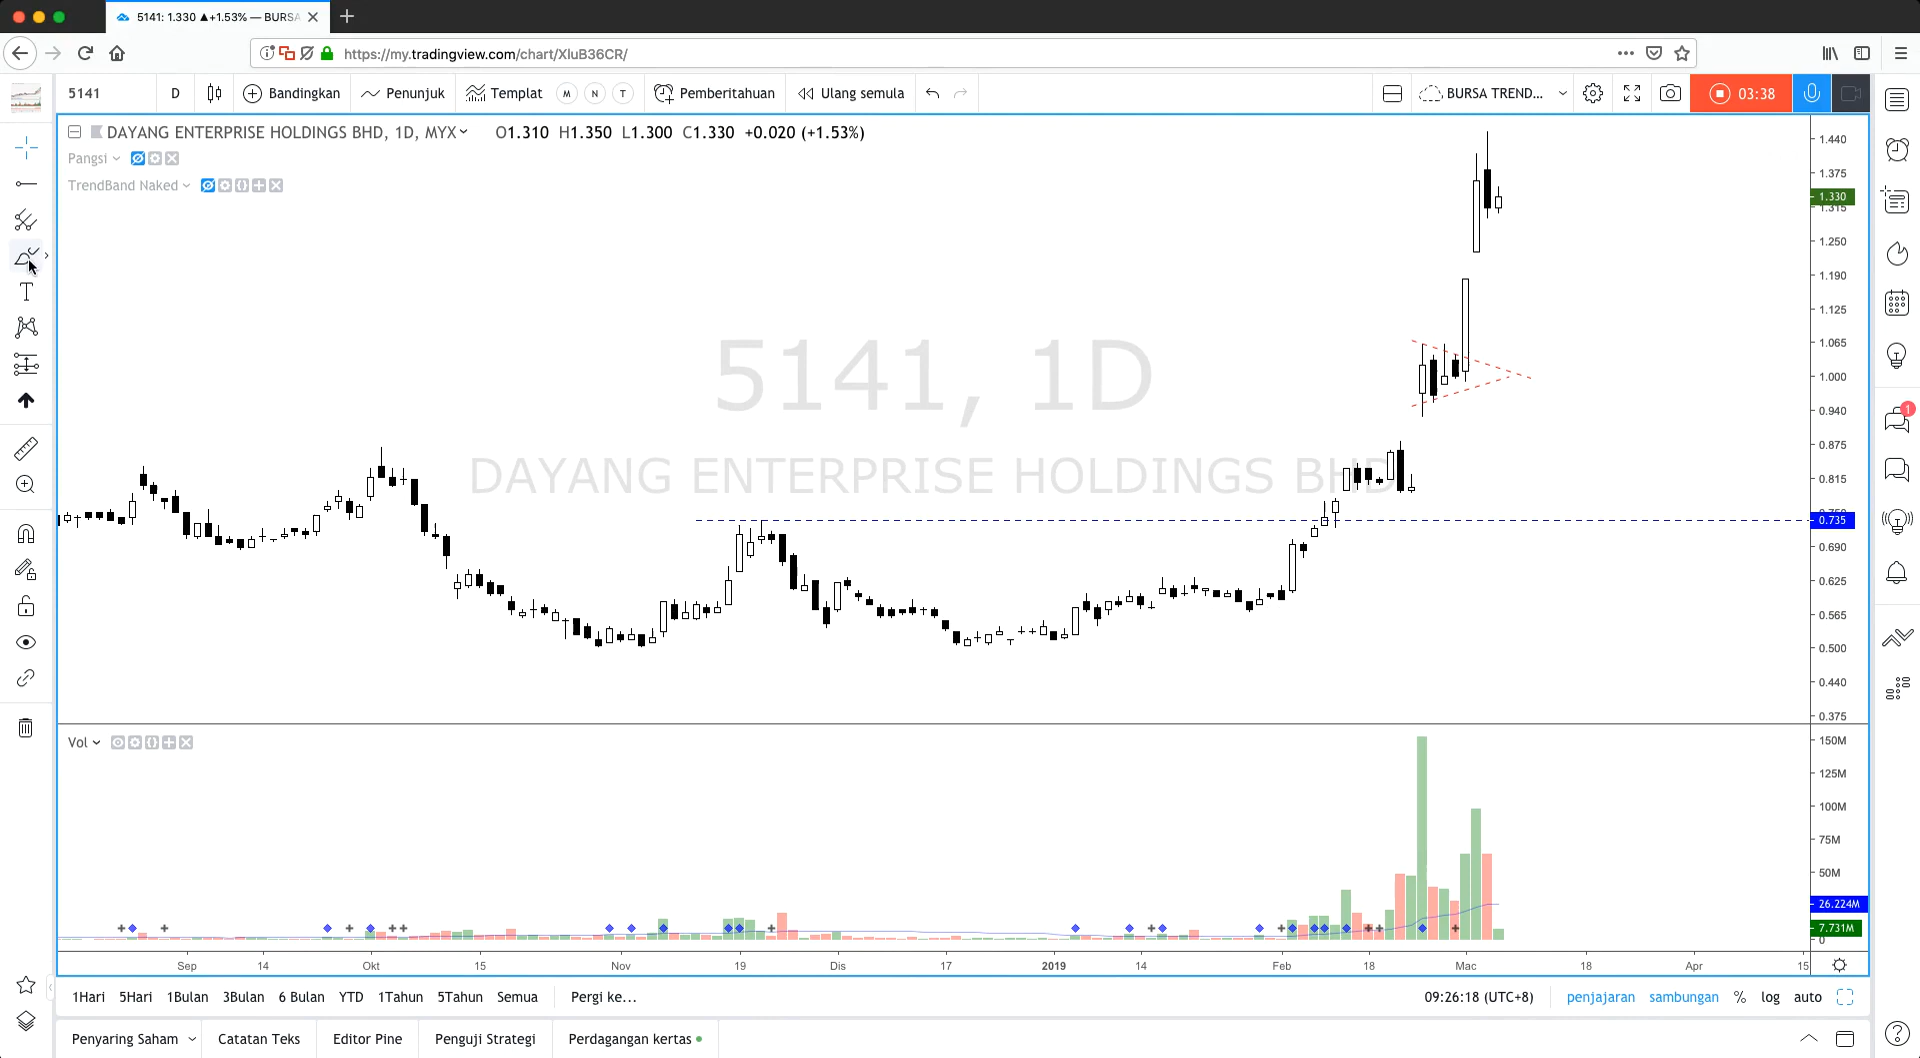 5141: 1.330 ▲+1.53% — BURSA
https://my.tradingview.com/chart/XluB36CR/
5141 D Bandingkan Penunjuk Templat M N T Pemberitahuan Ulang semula BURSA TREND... 03:38
DAYANG ENTERPRISE HOLDINGS BHD, 1D, MYX O1.310 H1.350 L1.300 C1.330 +0.020 (+1.53%)
Pangsi
TrendBand Naked
5141, 1D
DAYANG ENTERPRISE HOLDINGS BHD
1.440
1.375
1.330
1.315
1.250
1.190
1.125
1.065
1.000
0.940
0.875
0.815
0.735
0.690
0.625
0.565
0.500
0.440
0.375
1
Vol
150M
125M
100M
75M
50M
26.224M
7.731M
0
Sep 14 Okt 15 Nov 19 Dis 17 2019 14 Feb 18 Mac 18 Apr 15
1Hari 5Hari 1Bulan 3Bulan 6 Bulan YTD 1Tahun 5Tahun Semua Pergi ke... 09:26:18 (UTC+8) penjajaran sambungan % log auto
Penyaring Saham Catatan Teks Editor Pine Penguji Strategi Perdagangan kertas